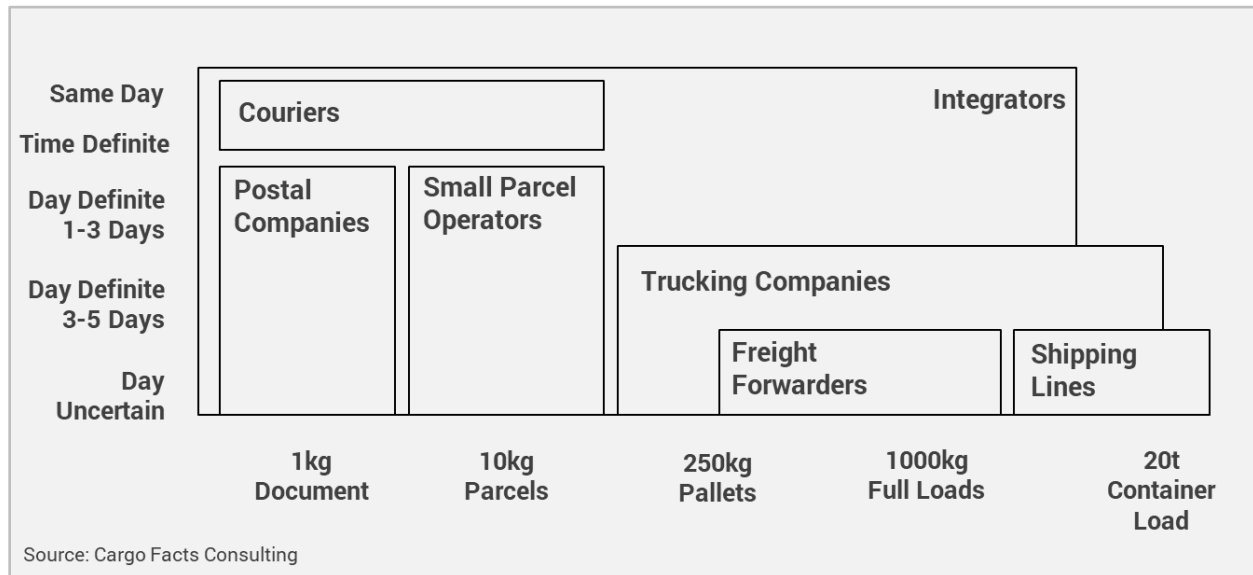 Same Day
Time Definite
Day Definite
1-3 Days
Day Definite
3-5 Days
Day
Uncertain
Couriers
Integrators
Postal
Companies
Small Parcel
Operators
Trucking Companies
Freight
Forwarders
Shipping
Lines
1kg
Document
10kg
Parcels
250kg
Pallets
1000kg
Full Loads
20t
Container
Load
Source: Cargo Facts Consulting